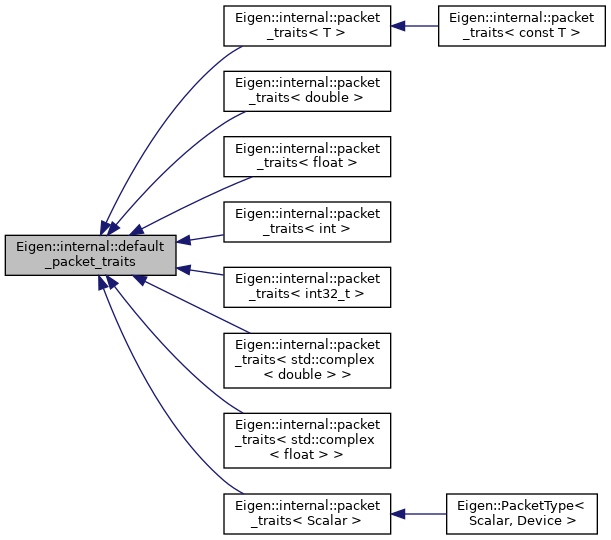 Eigen::internal::packet
_traits< T >
Eigen::internal::packet
_traits< const T >
Eigen::internal::packet
_traits< double >
Eigen::internal::packet
_traits< float >
Eigen::internal::packet
_traits< int >
Eigen::internal::default
_packet_traits
Eigen::internal::packet
_traits< int32_t >
Eigen::internal::packet
_traits< std::complex
< double > >
Eigen::internal::packet
_traits< std::complex
< float > >
Eigen::internal::packet
_traits< Scalar >
Eigen::PacketType<
Scalar, Device >